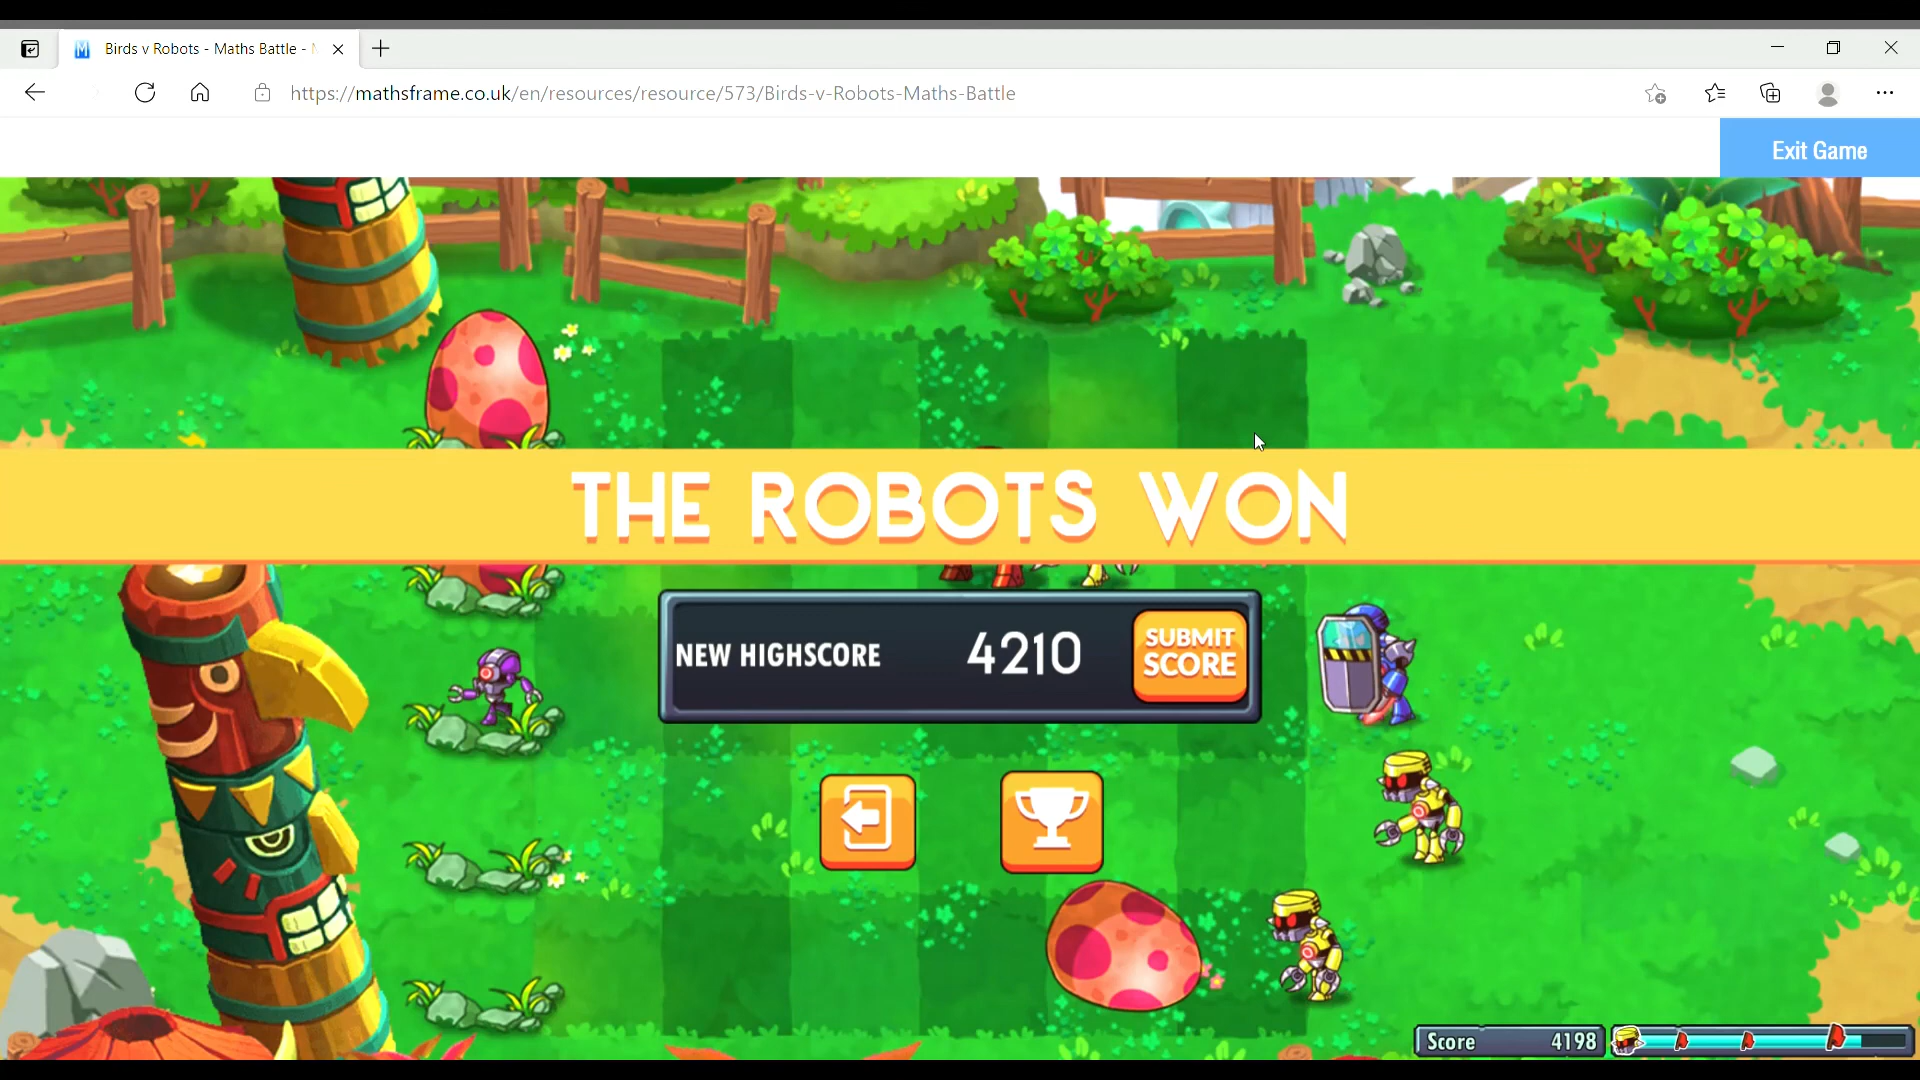 Birds v Robots - Maths Battle -
https://mathsframe.co.uk/en/resources/resource/573/Birds-v-Robots-Maths-Battle
Exit Game
THE ROBOTS WON
NEW HIGHSCORE 4210 SUBMIT SCORE
Score 4198